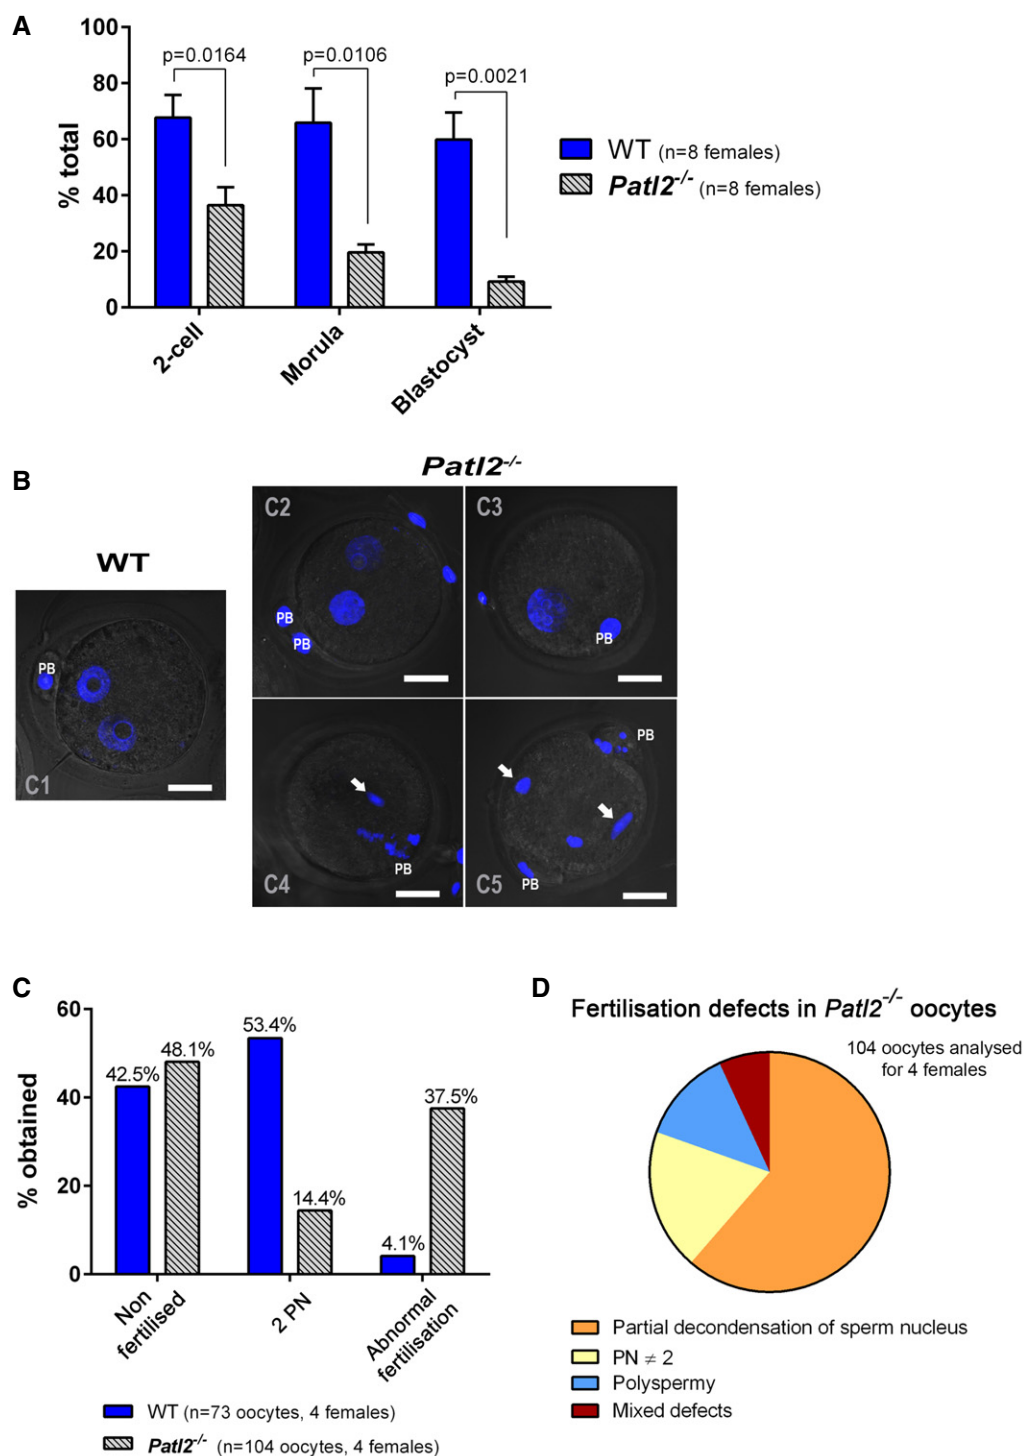 A
100
80
60
40
20
0
% total
p=0.0164
p=0.0106
p=0.0021
2-cell
Morula
Blastocyst
WT (n=8 females)
Patl2-/- (n=8 females)
B
Patl2-/-
WT
PB
C1
C2
PB
PB
C3
PB
C4
PB
C5
PB
PB
C
60
40
20
0
% obtained
42.5%
48.1%
53.4%
14.4%
4.1%
37.5%
Non
fertilised
2 PN
Abnormal
fertilisation
WT (n=73 oocytes, 4 females)
Patl2-/- (n=104 oocytes, 4 females)
D
Fertilisation defects in Patl2-/- oocytes
104 oocytes analysed
for 4 females
Partial decondensation of sperm nucleus
PN ≠ 2
Polyspermy
Mixed defects